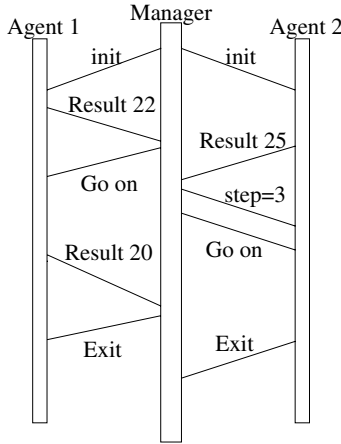 Agent 1
Manager
Agent 2
init
init
Result 22
Result 25
Go on
step=3
Result 20
Go on
Exit
Exit